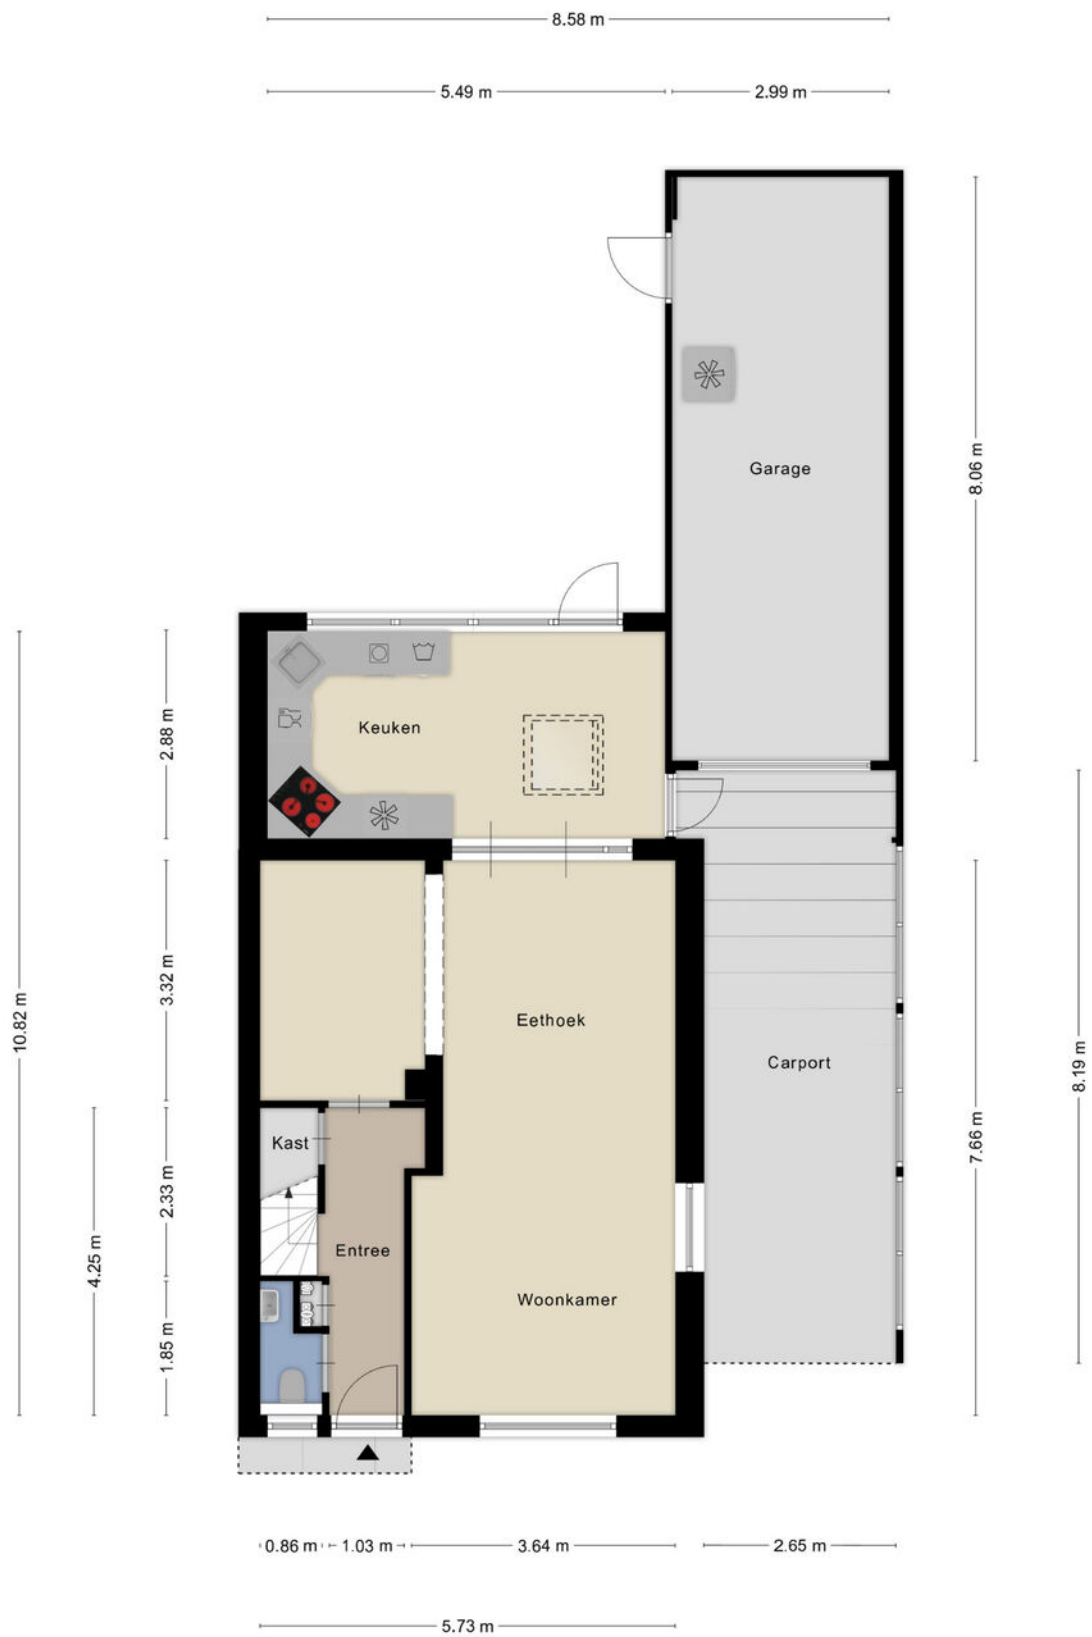 8.58 m
5.49 m
2.99 m
8.06 m
Garage
2.88 m
Keuken
10.82 m
3.32 m
Eethoek
Carport
8.19 m
7.66 m
Kast
2.33 m
4.25 m
Entree
Woonkamer
1.85 m
0.86 m
1.03 m
3.64 m
2.65 m
5.73 m